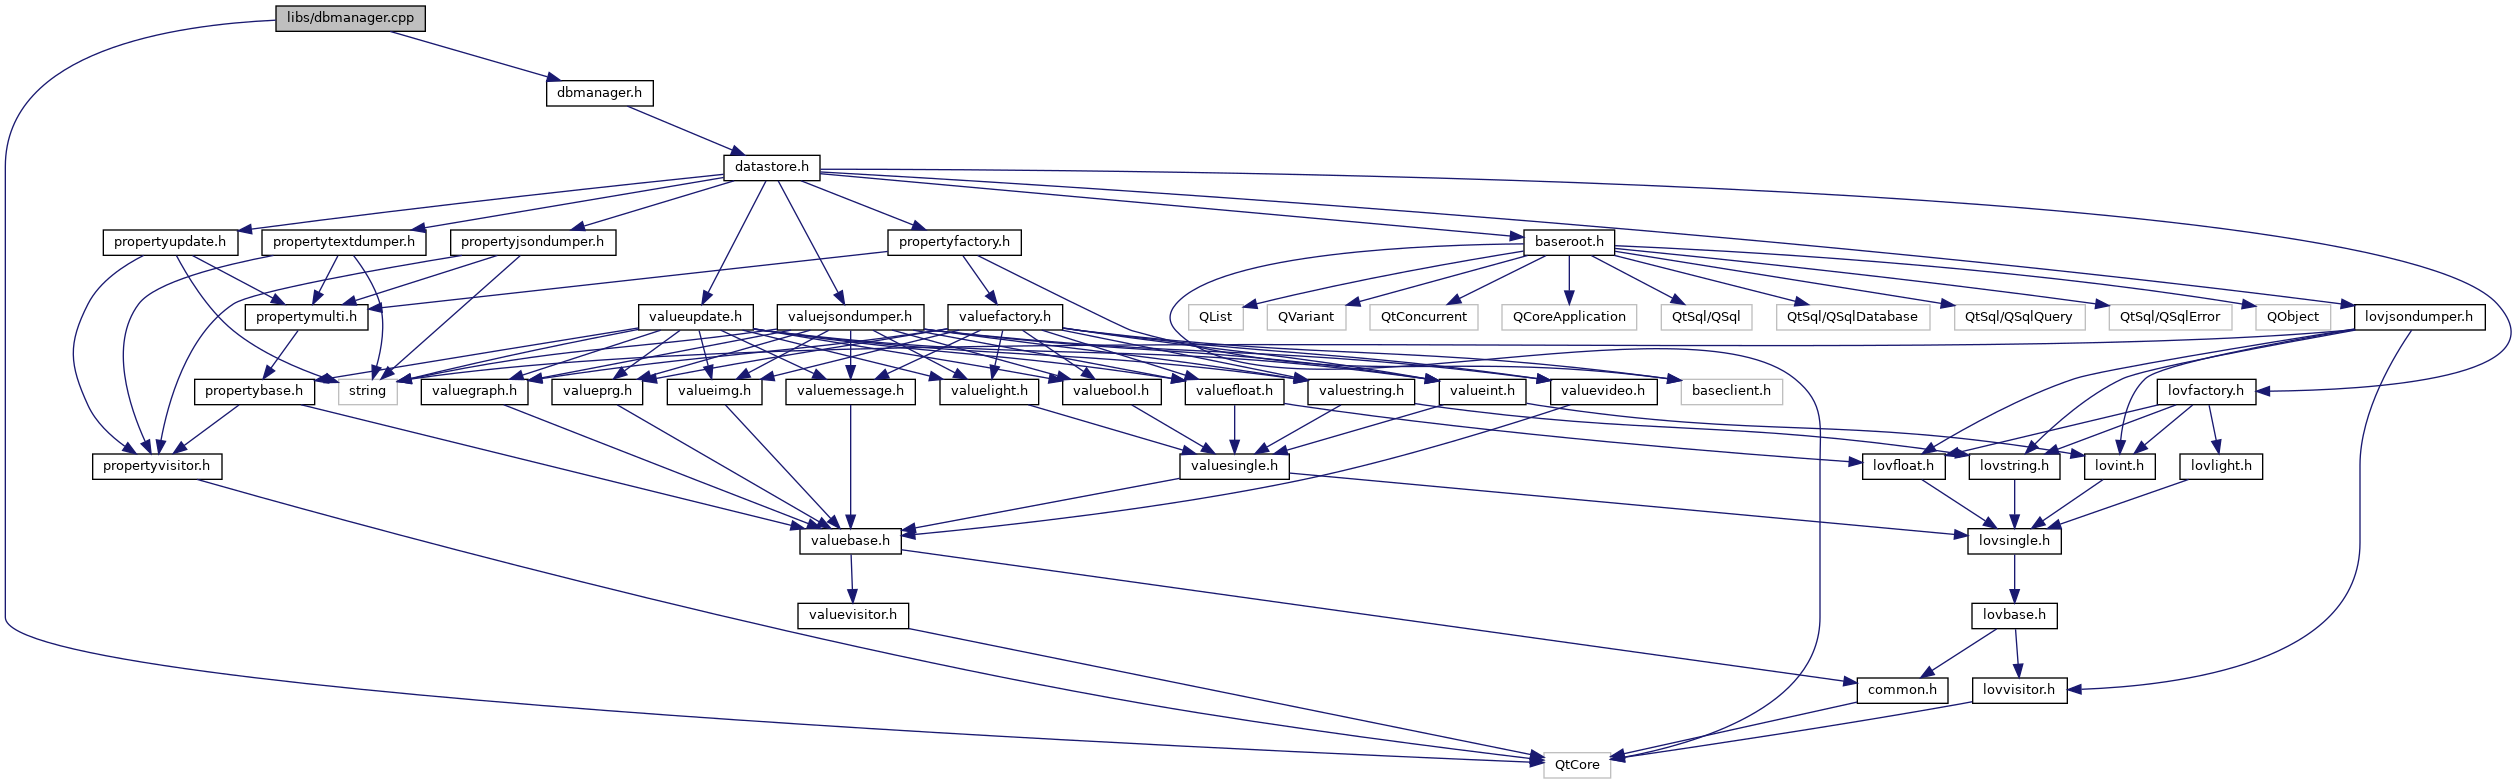 libs/dbmanager.cpp
dbmanager.h
datastore.h
propertyupdate.h
propertytextdumper.h
propertyjsondumper.h
propertyfactory.h
baseroot.h
propertymulti.h
valueupdate.h
valuejsondumper.h
valuefactory.h
QList
QVariant
QtConcurrent
QCoreApplication
QtSql/QSql
QtSql/QSqlDatabase
QtSql/QSqlQuery
QtSql/QSqlError
QObject
lovjsondumper.h
propertybase.h
string
valuegraph.h
valueprg.h
valueimg.h
valuemessage.h
valuelight.h
valuebool.h
valuefloat.h
valuestring.h
valueint.h
valuevideo.h
baseclient.h
lovfactory.h
propertyvisitor.h
valuesingle.h
lovfloat.h
lovstring.h
lovint.h
lovlight.h
valuebase.h
lovsingle.h
valuevisitor.h
lovbase.h
common.h
lovvisitor.h
QtCore